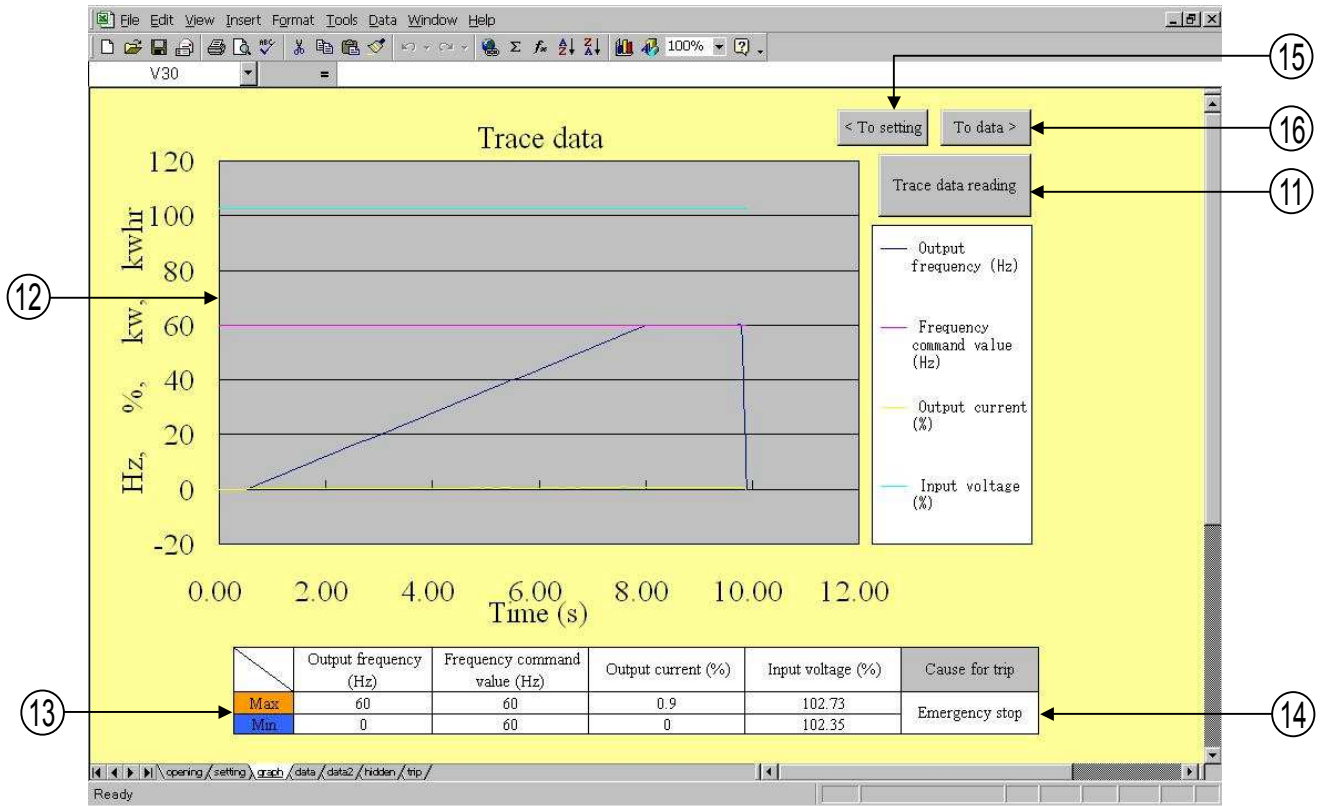 File Edit View Insert Format Tools Data Window Help
100%
V30
=
15
< To setting
To data >
16
Trace data
Trace data reading
11
120
100
80
60
40
20
0
-20
Hz, %, kw, kwhr
12
Output
frequency (Hz)
Frequency
command value
(Hz)
Output current
(%)
Input voltage
(%)
0.00 2.00 4.00 6.00 8.00 10.00 12.00
Time (s)
Output frequency
(Hz)
Frequency command
value (Hz)
Output current (%)
Input voltage (%)
Cause for trip
13
Max 60 60 0.9 102.73
Min 0 60 0 102.35
Emergency stop
14
opening / setting graph / data / data2 / hidden / trip /
Ready